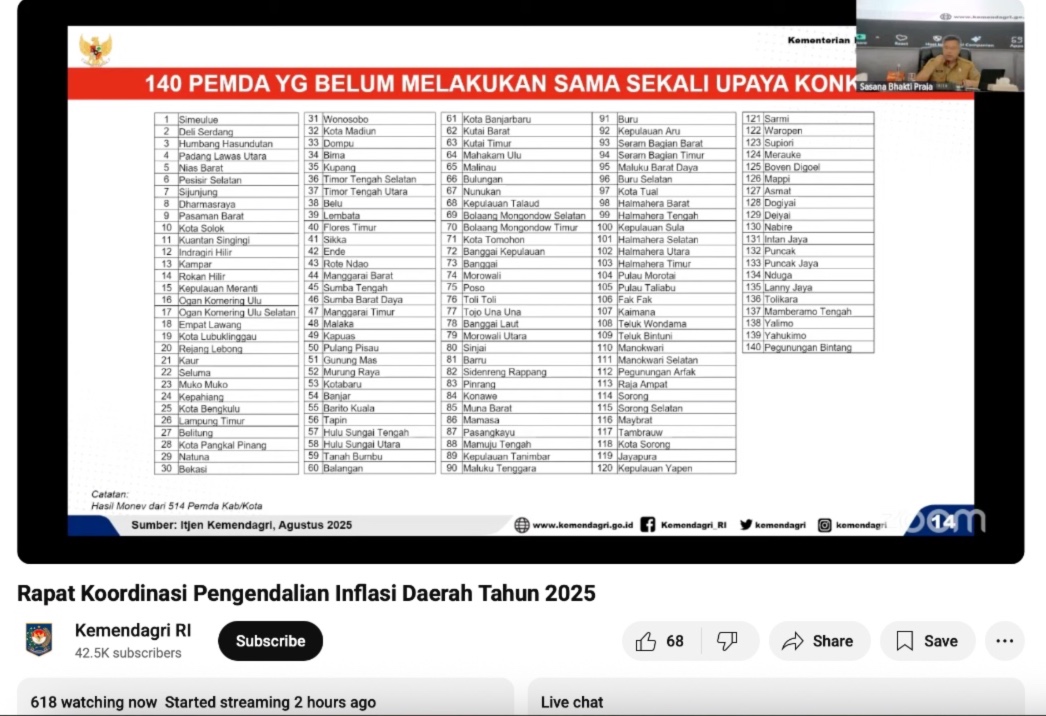 Kementerian
www.kemendagri.go
Sasana Bhakti Praja
140 PEMDA YG BELUM MELAKUKAN SAMA SEKALI UPAYA KONK
1 Simeulue
2 Deli Serdang
3 Humbang Hasundutan
4 Padang Lawas Utara
5 Nias Barat
6 Pesisir Selatan
7 Sijunjung
8 Dharmasraya
9 Pasaman Barat
10 Kota Solok
11 Kuantan Singingi
12 Indragiri Hilir
13 Kampar
14 Rokan Hilir
15 Kepulauan Meranti
16 Ogan Komering Ulu
17 Ogan Komering Ulu Selatan
18 Empat Lawang
19 Kota Lubuklinggau
20 Rejang Lebong
21 Kaur
22 Seluma
23 Muko Muko
24 Kepahiang
25 Kota Bengkulu
26 Lampung Timur
27 Belitung
28 Kota Pangkal Pinang
29 Natuna
30 Bekasi
31 Wonosobo
32 Kota Madiun
33 Dompu
34 Bima
35 Kupang
36 Timor Tengah Selatan
37 Timor Tengah Utara
38 Belu
39 Lembata
40 Flores Timur
41 Sikka
42 Ende
43 Rote Ndao
44 Manggarai Barat
45 Sumba Tengah
46 Sumba Barat Daya
47 Manggarai Timur
48 Malaka
49 Kapuas
50 Pulang Pisau
51 Gunung Mas
52 Murung Raya
53 Kotabaru
54 Banjar
55 Barito Kuala
56 Tapin
57 Hulu Sungai Tengah
58 Hulu Sungai Utara
59 Tanah Bumbu
60 Balangan
61 Kota Banjarbaru
62 Kutai Barat
63 Kutai Timur
64 Mahakam Ulu
65 Malinau
66 Bulungan
67 Nunukan
68 Kepulauan Talaud
69 Bolaang Mongondow Selatan
70 Bolaang Mongondow Timur
71 Kota Tomohon
72 Banggai Kepulauan
73 Banggai
74 Morowali
75 Poso
76 Toli Toli
77 Tojo Una Una
78 Banggai Laut
79 Morowali Utara
80 Sinjai
81 Barru
82 Sidenreng Rappang
83 Pinrang
84 Konawe
85 Muna Barat
86 Mamasa
87 Pasangkayu
88 Mamuju Tengah
89 Kepulauan Tanimbar
90 Maluku Tenggara
91 Buru
92 Kepulauan Aru
93 Seram Bagian Barat
94 Seram Bagian Timur
95 Maluku Barat Daya
96 Buru Selatan
97 Kota Tual
98 Halmahera Barat
99 Halmahera Tengah
100 Kepulauan Sula
101 Halmahera Selatan
102 Halmahera Utara
103 Halmahera Timur
104 Pulau Morotai
105 Pulau Taliabu
106 Fak Fak
107 Kaimana
108 Teluk Wondama
109 Teluk Bintuni
110 Manokwari
111 Manokwari Selatan
112 Pegunungan Arfak
113 Raja Ampat
114 Sorong
115 Sorong Selatan
116 Maybrat
117 Tambrauw
118 Kota Sorong
119 Jayapura
120 Kepulauan Yapen
121 Sarmi
122 Waropen
123 Supiori
124 Merauke
125 Boven Digoel
126 Mappi
127 Asmat
128 Dogiyai
129 Deiyai
130 Nabire
131 Intan Jaya
132 Puncak
133 Puncak Jaya
134 Nduga
135 Lanny Jaya
136 Tolikara
137 Mamberamo Tengah
138 Yalimo
139 Yahukimo
140 Pegunungan Bintang
Catatan:
Hasil Monev dari 514 Pemda Kab/Kota
Sumber: Itjen Kemendagri, Agustus 2025
www.kemendagri.go.id Kemendagri_RI kemendagri kemendagri
14
zoom
Rapat Koordinasi Pengendalian Inflasi Daerah Tahun 2025
Kemendagri RI
42.5K subscribers
Subscribe
68
Share
Save
618 watching now Started streaming 2 hours ago
Live chat